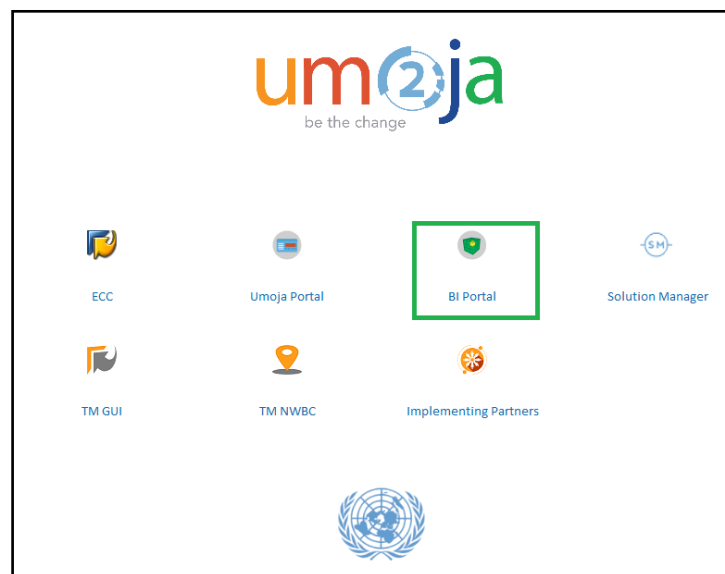 um2ja
be the change
ECC
Umoja Portal
BI Portal
SM
Solution Manager
TM GUI
TM NWBC
Implementing Partners